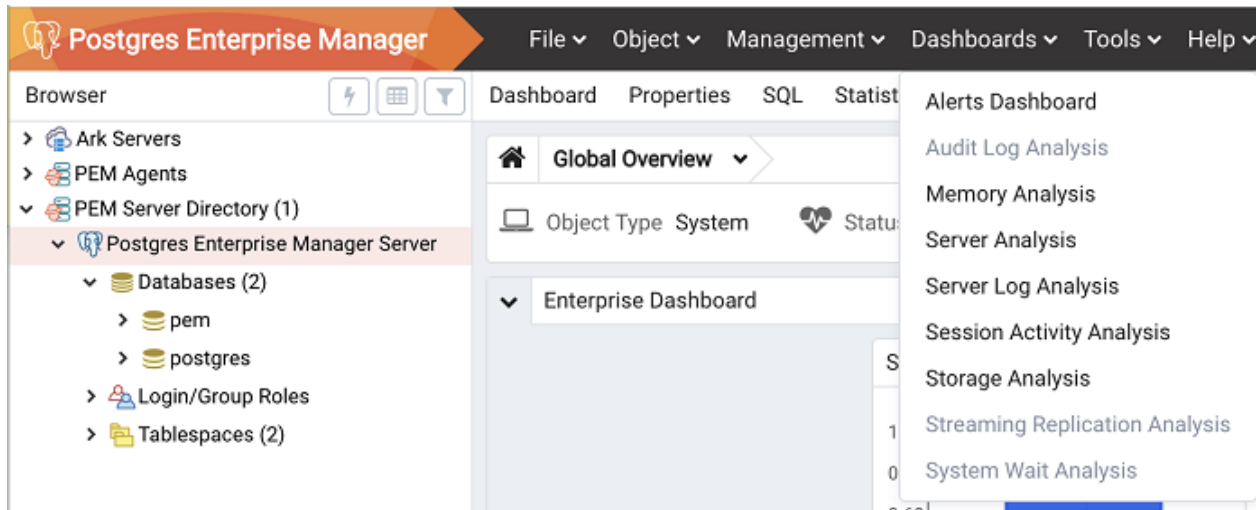 Postgres Enterprise Manager
File Object Management Dashboards Tools Help
Browser
Ark Servers
PEM Agents
PEM Server Directory (1)
Postgres Enterprise Manager Server
Databases (2)
pem
postgres
Login/Group Roles
Tablespaces (2)
Dashboard Properties SQL Statist
Global Overview
Object Type System Statu
Enterprise Dashboard
S
1
0
Alerts Dashboard
Audit Log Analysis
Memory Analysis
Server Analysis
Server Log Analysis
Session Activity Analysis
Storage Analysis
Streaming Replication Analysis
System Wait Analysis